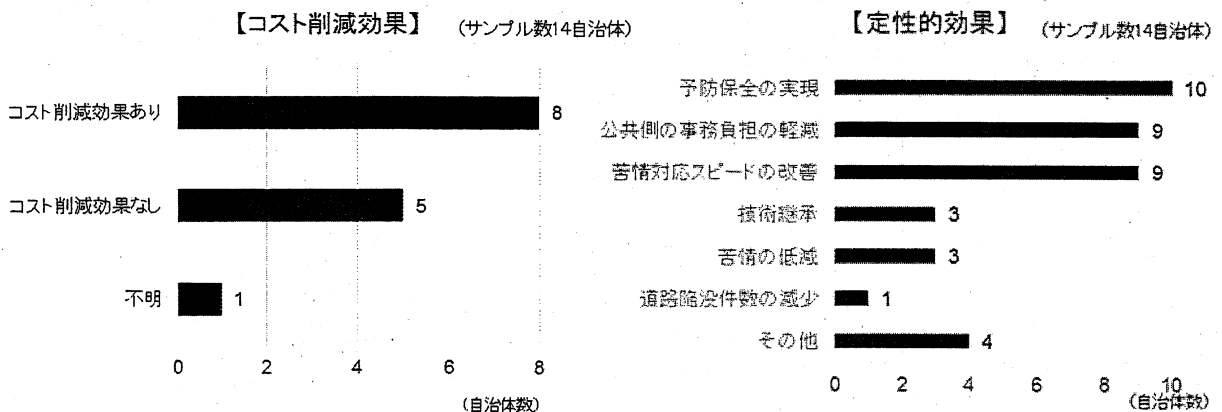 【コスト削減効果】 (サンプル数14自治体)
コスト削減効果あり 8
コスト削減効果なし 5
不明 1
0 2 4 6 8
(自治体数)
【定性的効果】 (サンプル数14自治体)
予防保全の実現 10
公共側の事務負担の軽減 9
苦情対応スピードの改善 9
技術継承 3
苦情の低減 3
道路陥没件数の減少 1
その他 4
0 2 4 6 8 10
(自治体数)